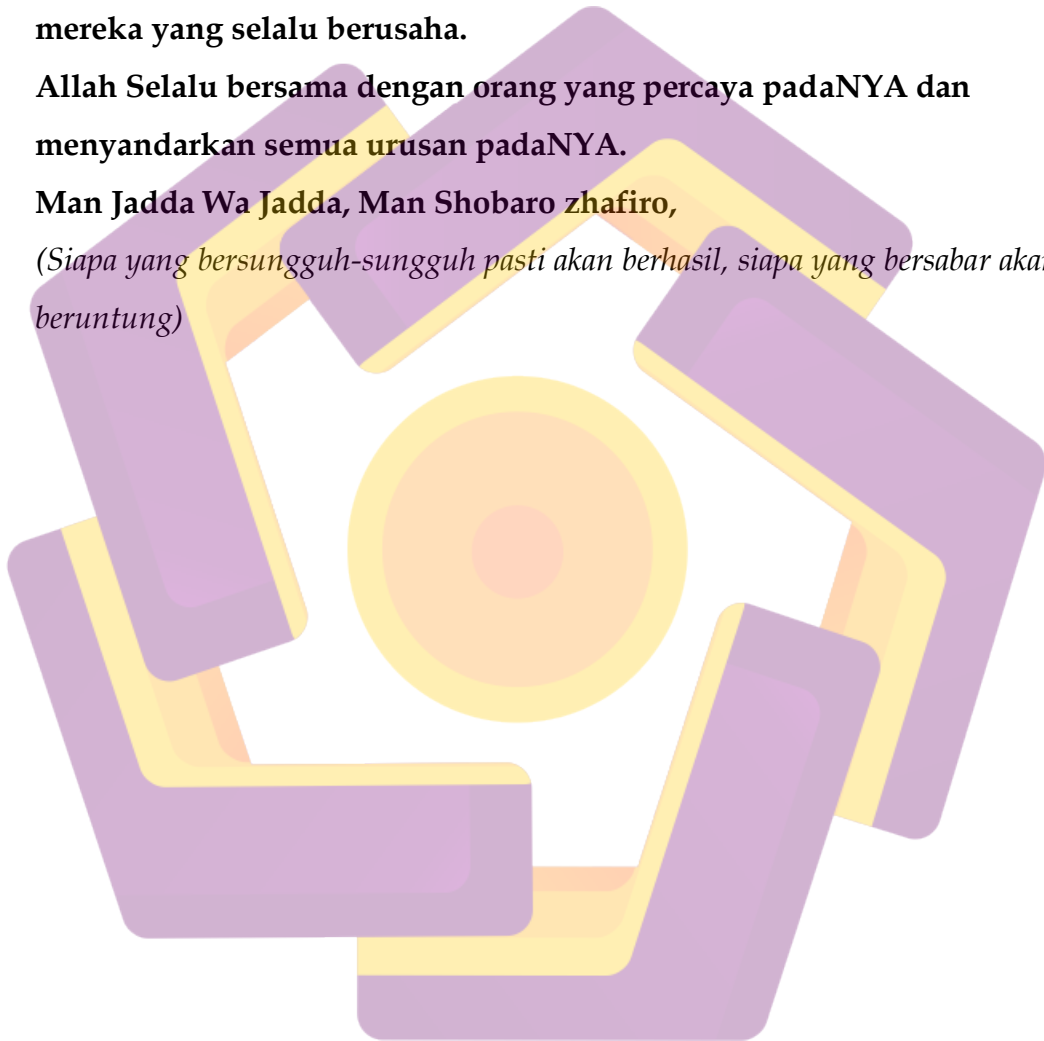 mereka yang selalu berusaha.
Allah Selalu bersama dengan orang yang percaya padaNYA dan
menyandarkan semua urusan padaNYA.
Man Jadda Wa Jadda, Man Shobaro zhafiro,
(Siapa yang bersungguh-sungguh pasti akan berhasil, siapa yang bersabar akan
beruntung)